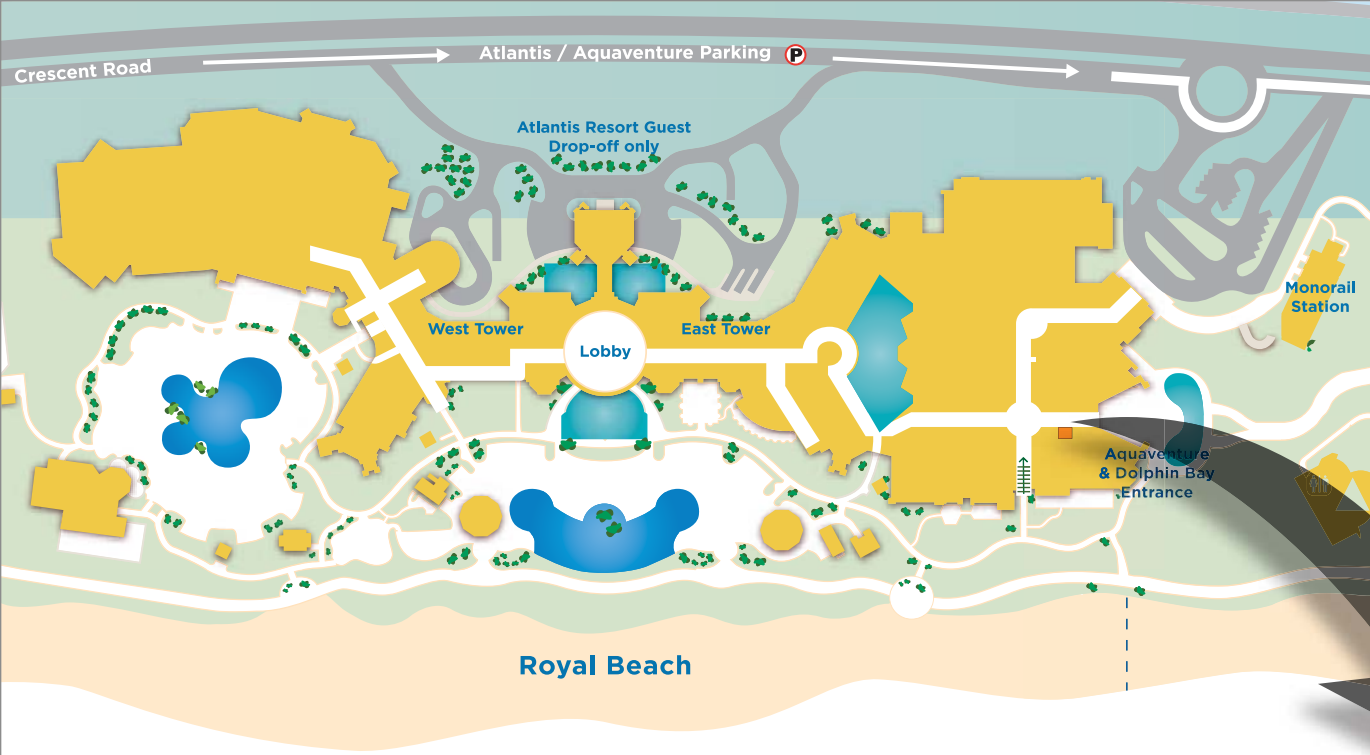 Crescent Road
Atlantis / Aquaventure Parking P
Atlantis Resort Guest
Drop-off only
Monorail
Station
West Tower
East Tower
Lobby
Aquaventure
& Dolphin Bay
Entrance
Royal Beach